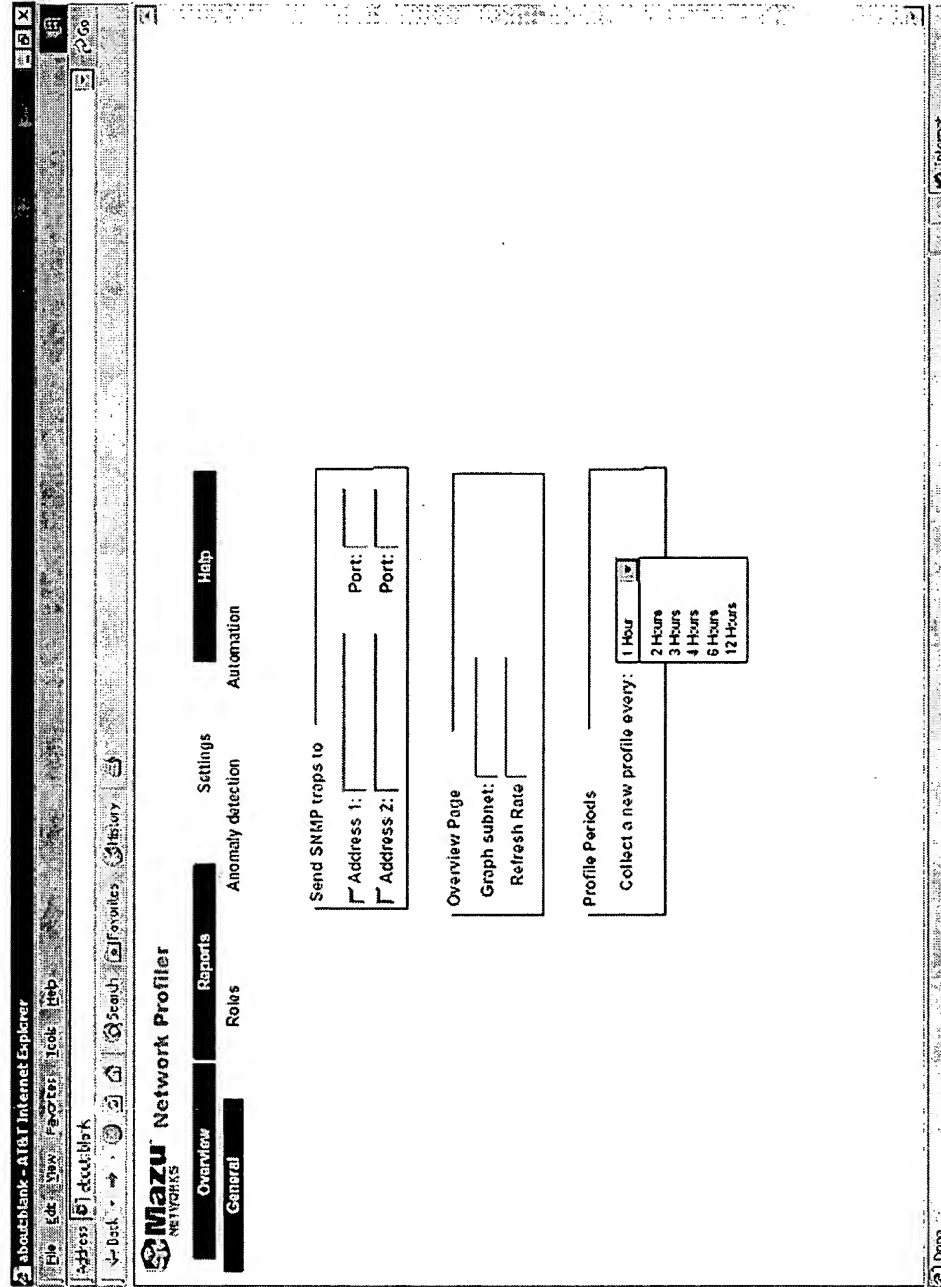 about:blank - AT&T Internet Explorer
File Edit View Favorites Tools Help
Address about:blank Go
Back Search Favorites History
Mazu Network Profiler
NETWORKS
Overview Reports Settings Help
General Roles Anomaly detection Automation
Send SNMP traps to
Address 1: Port:
Address 2: Port:
Overview Page
Graph subnet:
Refresh Rate
Profile Periods
Collect a new profile every: 1 Hour
2 Hours
3 Hours
4 Hours
6 Hours
12 Hours
Done Internet